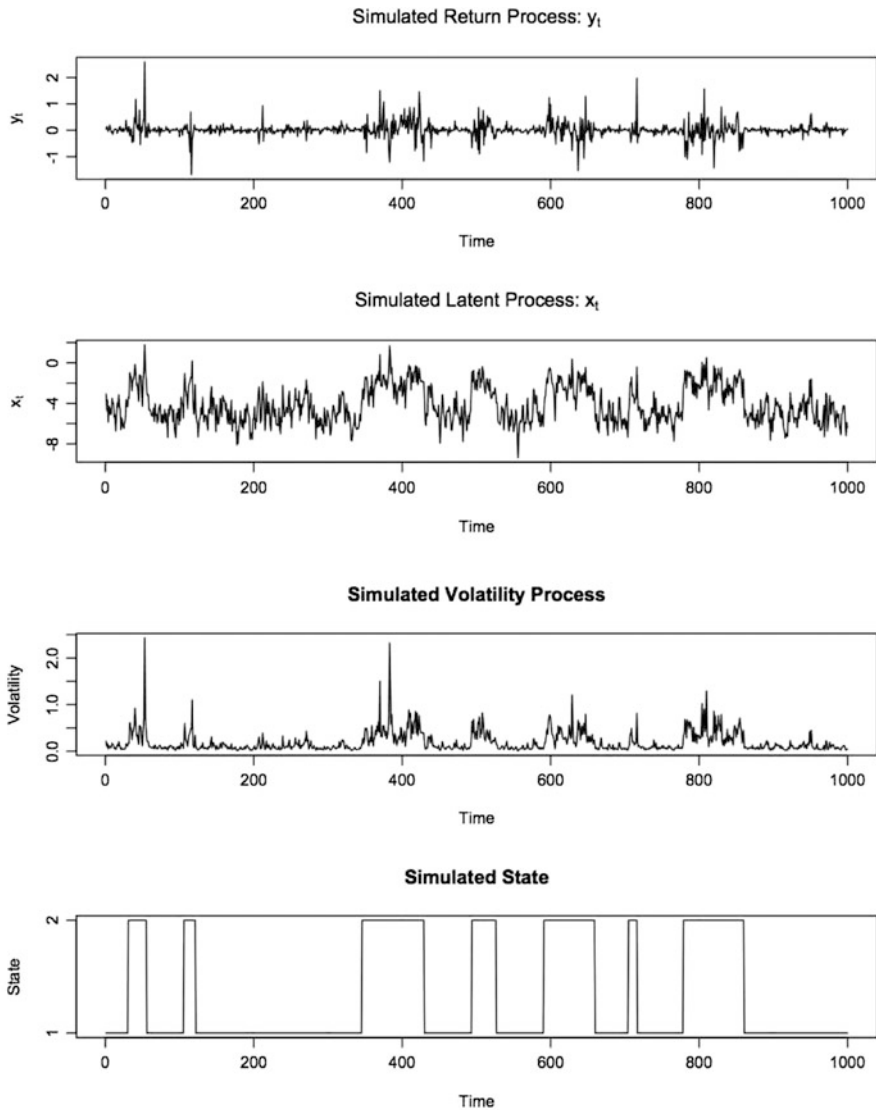 Simulated Return Process: yt
yt
2
1
0
-1
0 200 400 600 800 1000
Time
Simulated Latent Process: xt
xt
0
-4
-8
0 200 400 600 800 1000
Time
Simulated Volatility Process
Volatility
2.0
1.0
0.0
0 200 400 600 800 1000
Time
Simulated State
State
2
1
0 200 400 600 800 1000
Time